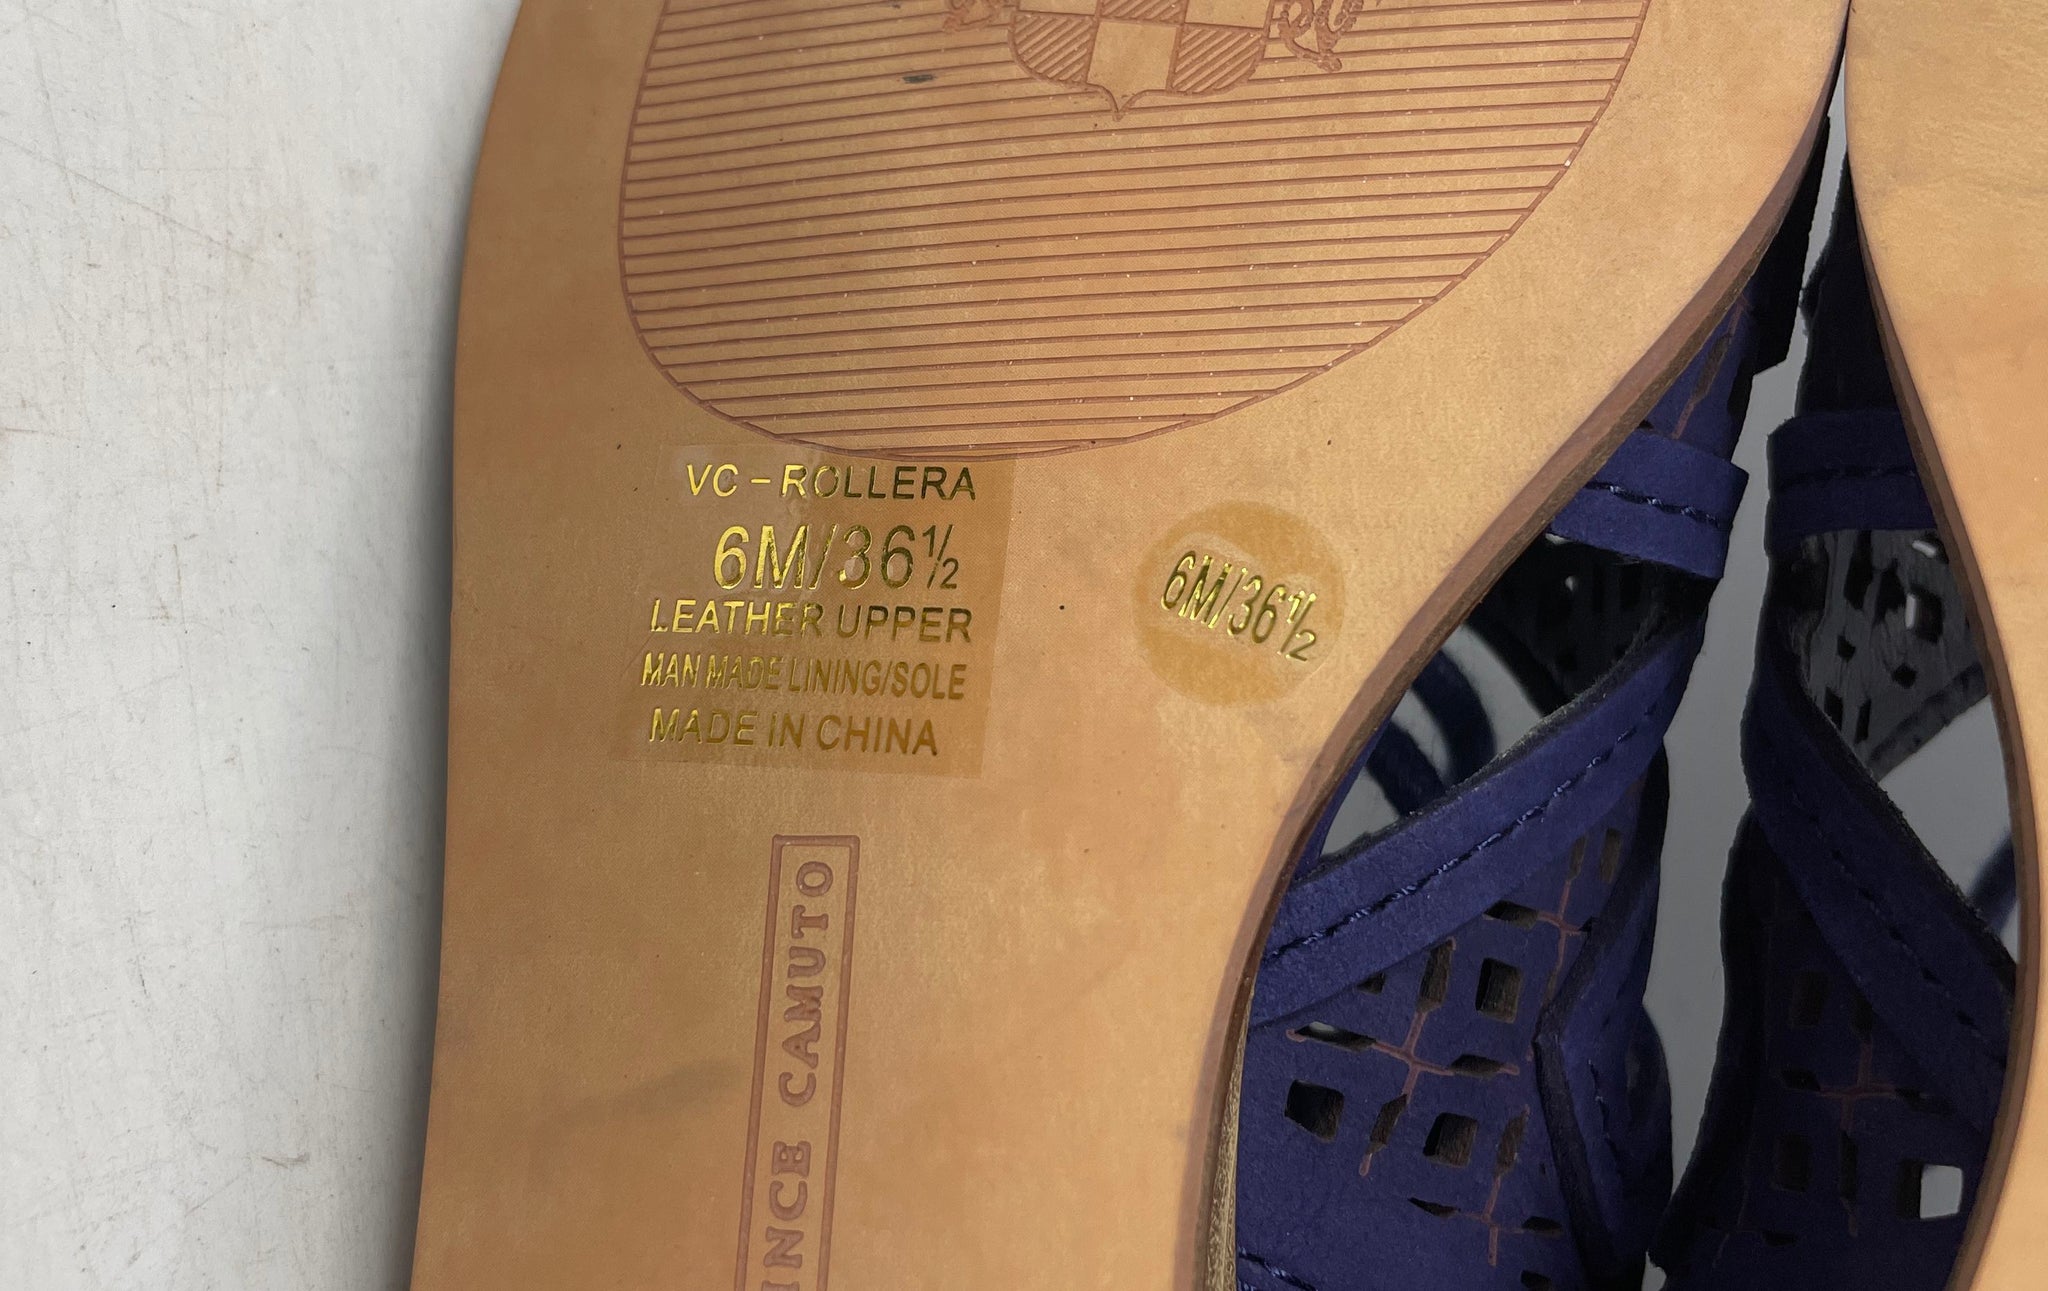 VC – ROLLERA
6M/36½
LEATHER UPPER
MAN MADE LINING/SOLE
MADE IN CHINA
6M/36½
INCE CAMUTO